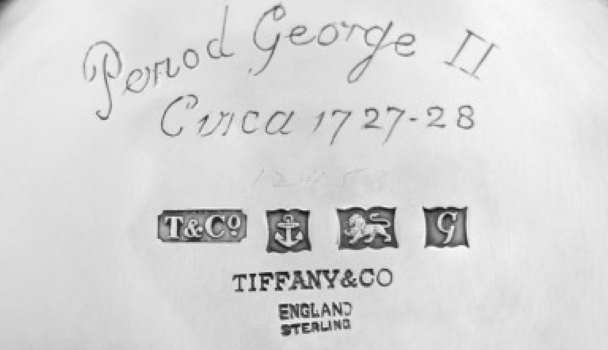 Period George II
Circa 1727-28
T&Co G
TIFFANY&CO
ENGLAND
STERLING